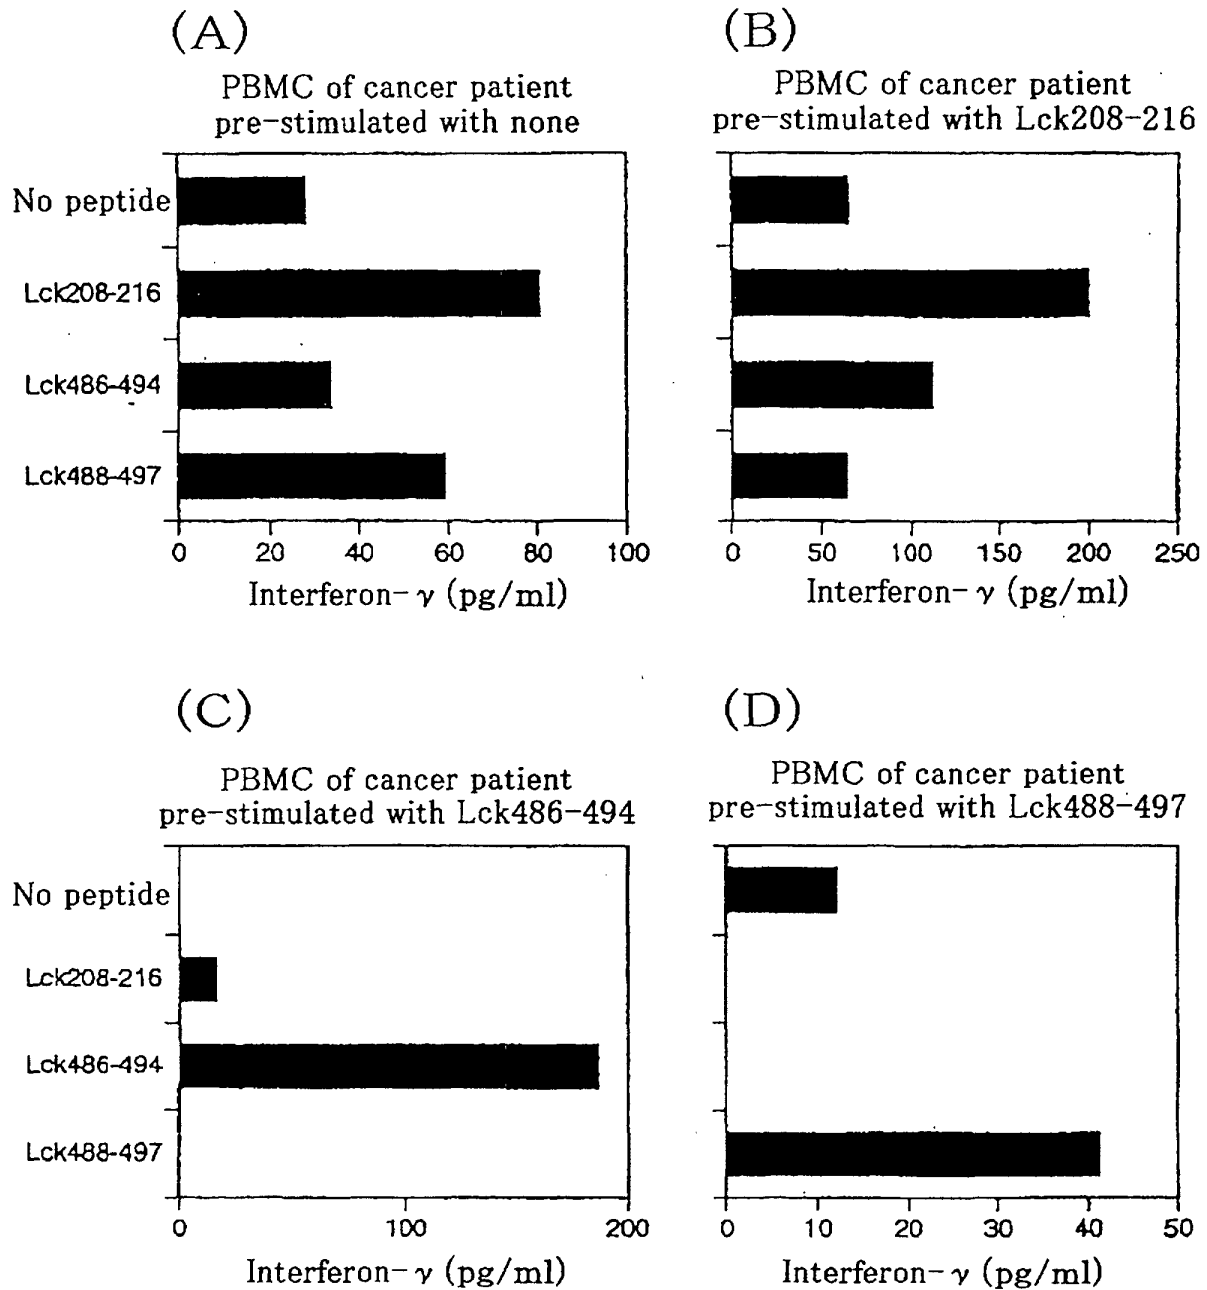 (A)
PBMC of cancer patient
pre-stimulated with none
No peptide
Lck208-216
Lck486-494
Lck488-497
0 20 40 60 80 100
Interferon-γ (pg/ml)
(B)
PBMC of cancer patient
pre-stimulated with Lck208-216
0 50 100 150 200 250
Interferon-γ (pg/ml)
(C)
PBMC of cancer patient
pre-stimulated with Lck486-494
No peptide
Lck208-216
Lck486-494
Lck488-497
0 100 200
Interferon-γ (pg/ml)
(D)
PBMC of cancer patient
pre-stimulated with Lck488-497
0 10 20 30 40 50
Interferon-γ (pg/ml)